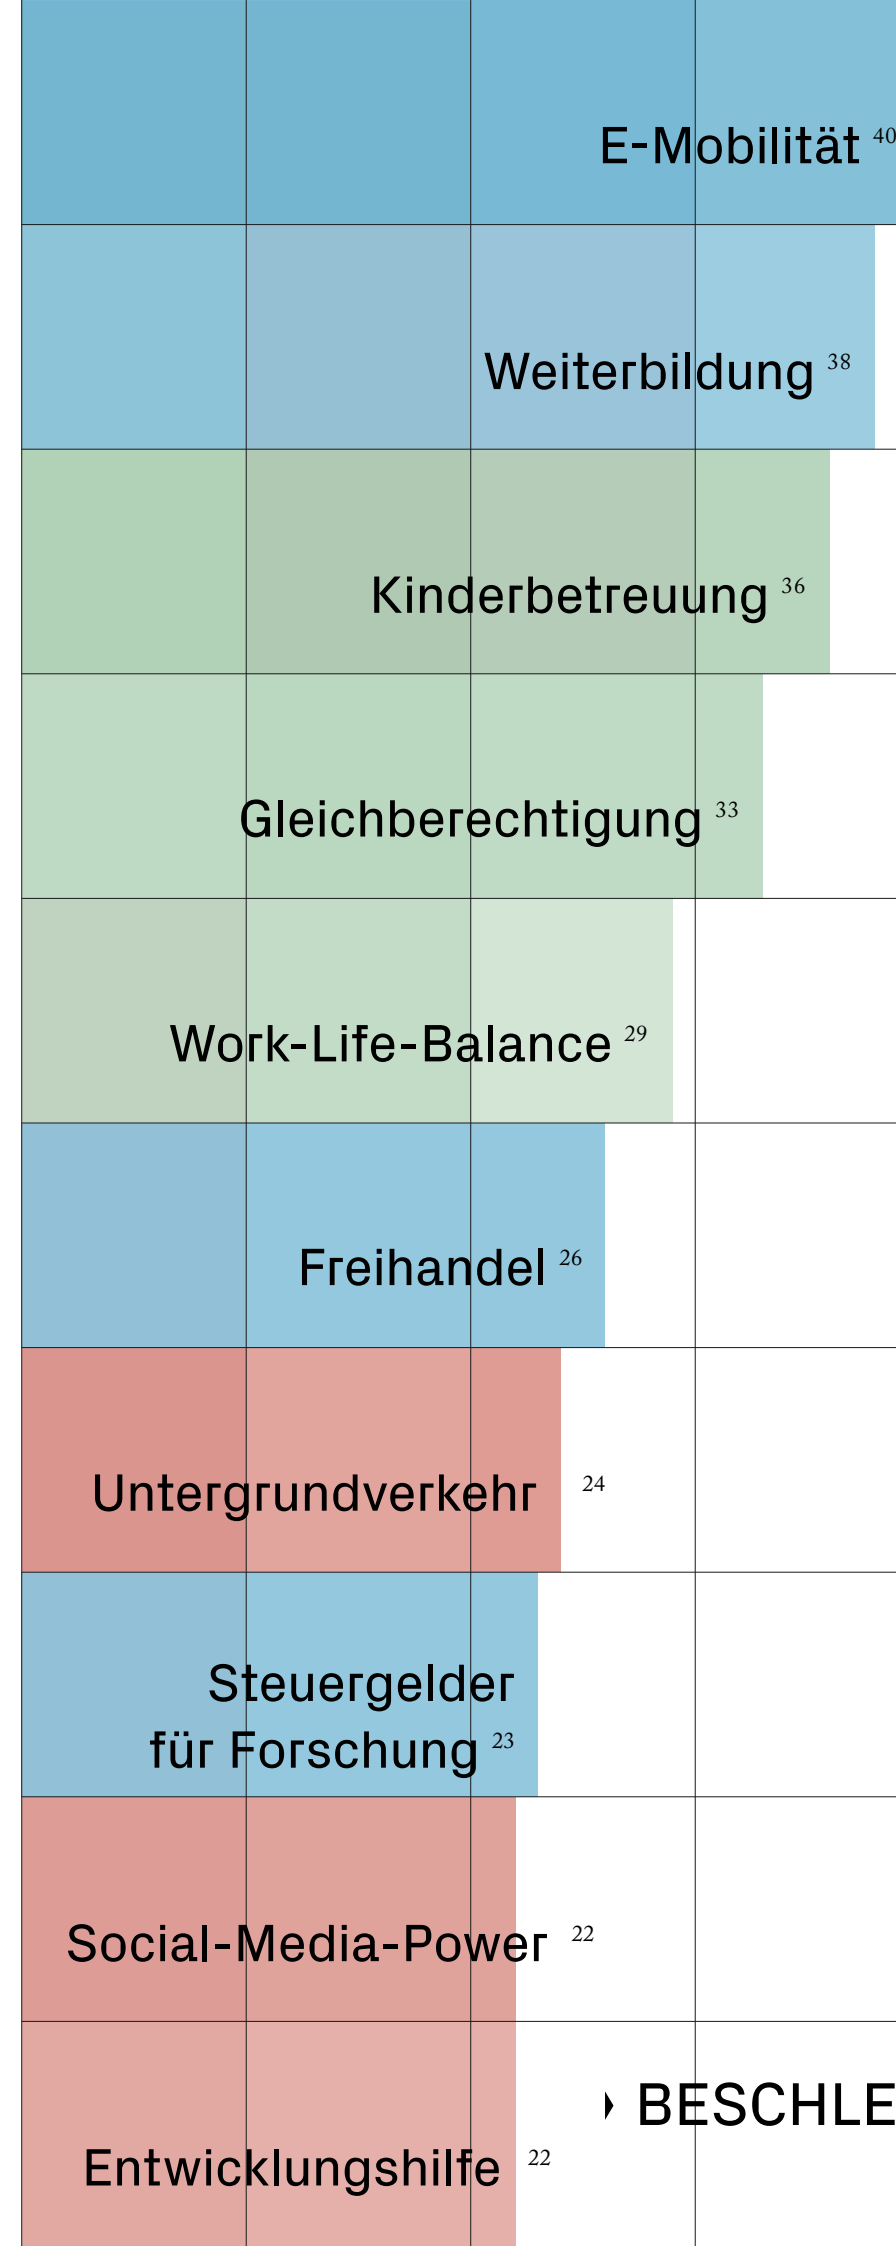 E-Mobilität 40
Weiterbildung 38
Kinderbetreuung 36
Gleichberechtigung 33
Work-Life-Balance 29
Freihandel 26
Untergrundverkehr 24
Steuergelder
für Forschung 23
Social-Media-Power 22
BESCHLE
Entwicklungshilfe 22